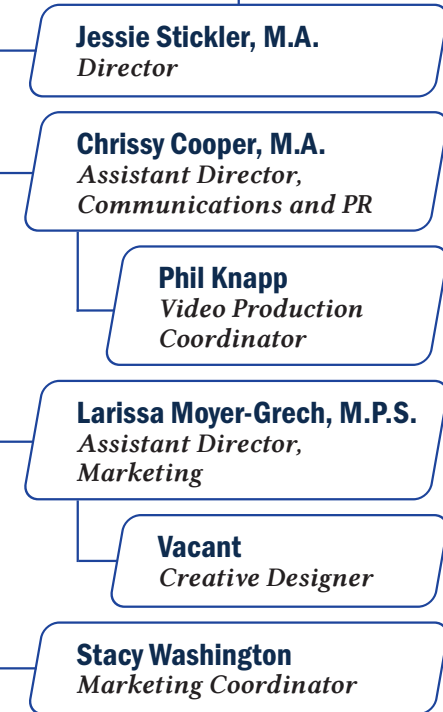 Jessie Stickler, M.A.
Director
Chrissy Cooper, M.A.
Assistant Director,
Communications and PR
Phil Knapp
Video Production
Coordinator
Larissa Moyer-Grech, M.P.S.
Assistant Director,
Marketing
Vacant
Creative Designer
Stacy Washington
Marketing Coordinator